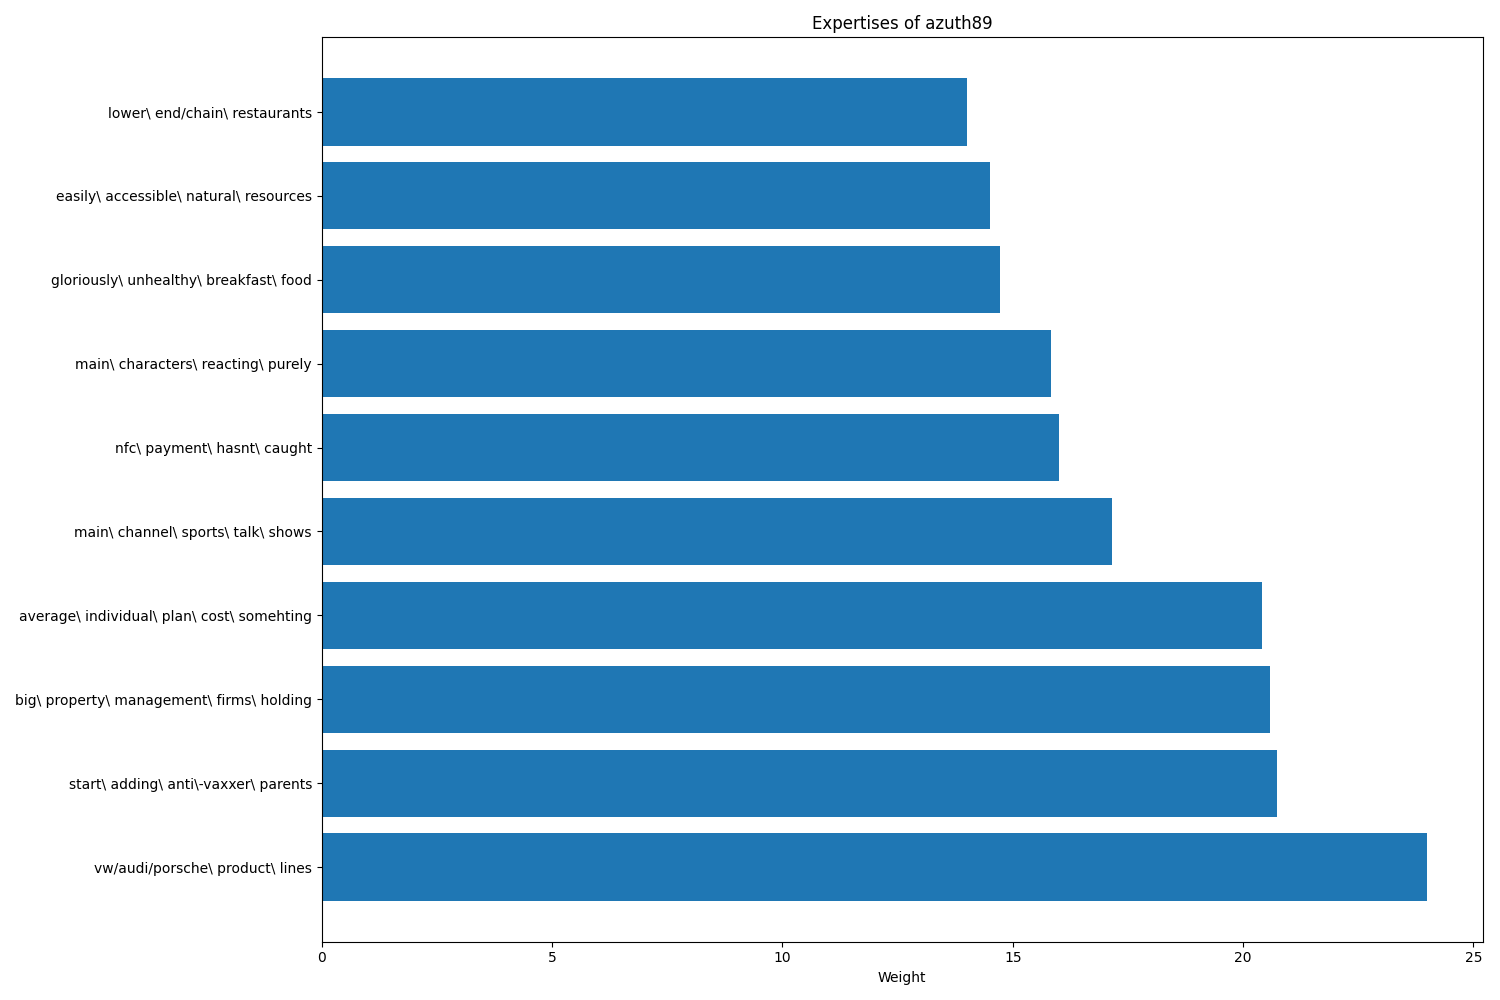 Expertises of azuth89
lower\ end/chain\ restaurants
easily\ accessible\ natural\ resources
gloriously\ unhealthy\ breakfast\ food
main\ characters\ reacting\ purely
nfc\ payment\ hasnt\ caught
main\ channel\ sports\ talk\ shows
average\ individual\ plan\ cost\ somehting
big\ property\ management\ firms\ holding
start\ adding\ anti\-vaxxer\ parents
vw/audi/porsche\ product\ lines
0 5 10 15 20 25
Weight